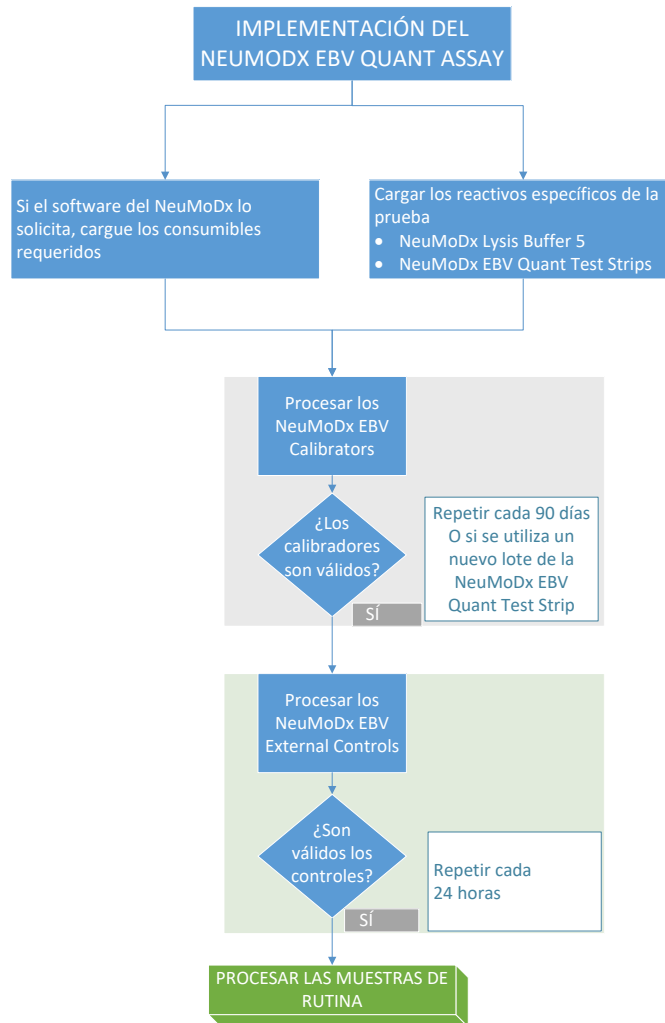 IMPLEMENTACIÓN DEL
NEUMODX EBV QUANT ASSAY
Si el software del NeuMoDx lo
solicita, cargue los consumibles
requeridos
Cargar los reactivos específicos de la
prueba
• NeuMoDx Lysis Buffer 5
• NeuMoDx EBV Quant Test Strips
Procesar los
NeuMoDx EBV
Calibrators
¿Los
calibradores
son válidos?
Repetir cada 90 días
O si se utiliza un
nuevo lote de la
NeuMoDx EBV
Quant Test Strip
SÍ
Procesar los
NeuMoDx EBV
External Controls
¿Son
válidos los
controles?
Repetir cada
24 horas
SÍ
PROCESAR LAS MUESTRAS DE
RUTINA